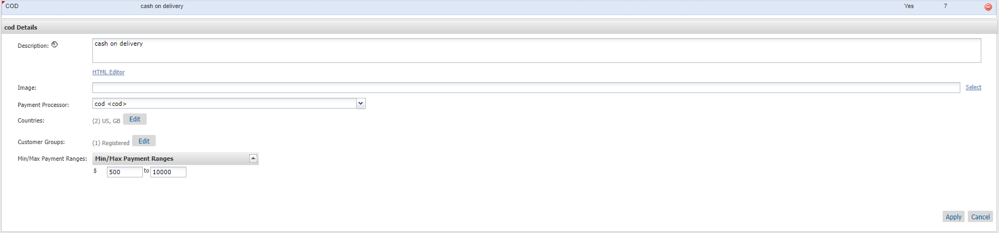 COD cash on delivery Yes 7
cod Details
Description: cash on delivery
HTML Editor
Image: Select
Payment Processor: cod <cod>
Countries: (2) US, GB Edit
Customer Groups: (1) Registered Edit
Min/Max Payment Ranges: Min/Max Payment Ranges
$ 500 to 10000
Apply Cancel